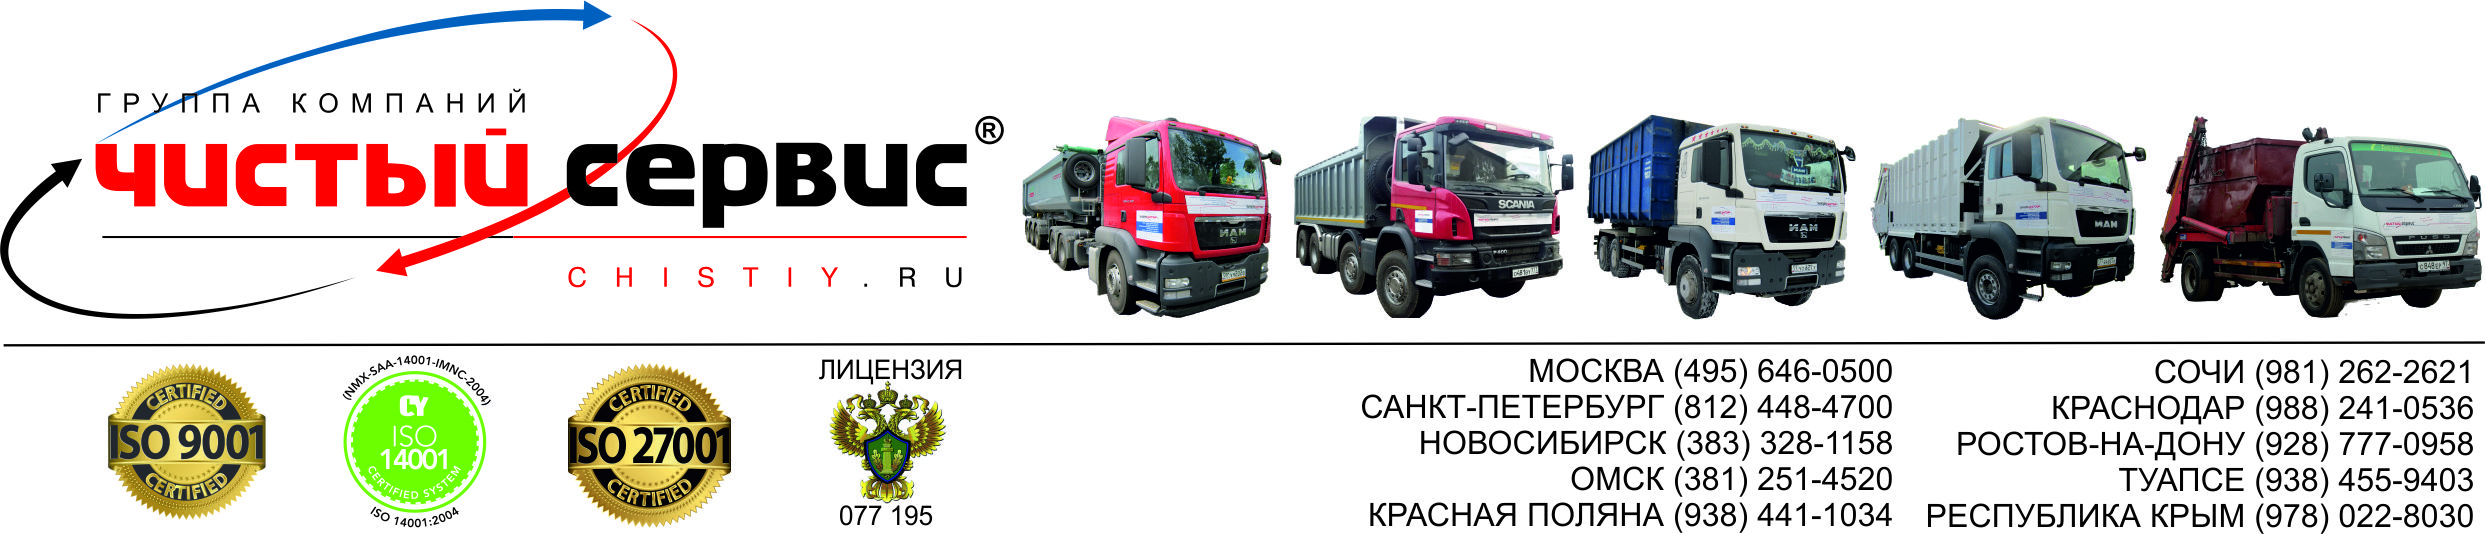 ГРУППА КОМПАНИЙ
ЧИСТЫЙ сервис ®
CHISTIY.RU
MAN
SCANIA
MAN
MAN
FUSO
CERTIFIED
ISO 9001
CERTIFIED
(NMX-SAA-14001-IMNC-2004)
CY
ISO
14001
CERTIFIED SYSTEM
ISO 14001:2004
CERTIFIED
ISO 27001
CERTIFIED
ЛИЦЕНЗИЯ
077 195
МОСКВА (495) 646-0500
САНКТ-ПЕТЕРБУРГ (812) 448-4700
НОВОСИБИРСК (383) 328-1158
ОМСК (381) 251-4520
КРАСНАЯ ПОЛЯНА (938) 441-1034
СОЧИ (981) 262-2621
КРАСНОДАР (988) 241-0536
РОСТОВ-НА-ДОНУ (928) 777-0958
ТУАПСЕ (938) 455-9403
РЕСПУБЛИКА КРЫМ (978) 022-8030